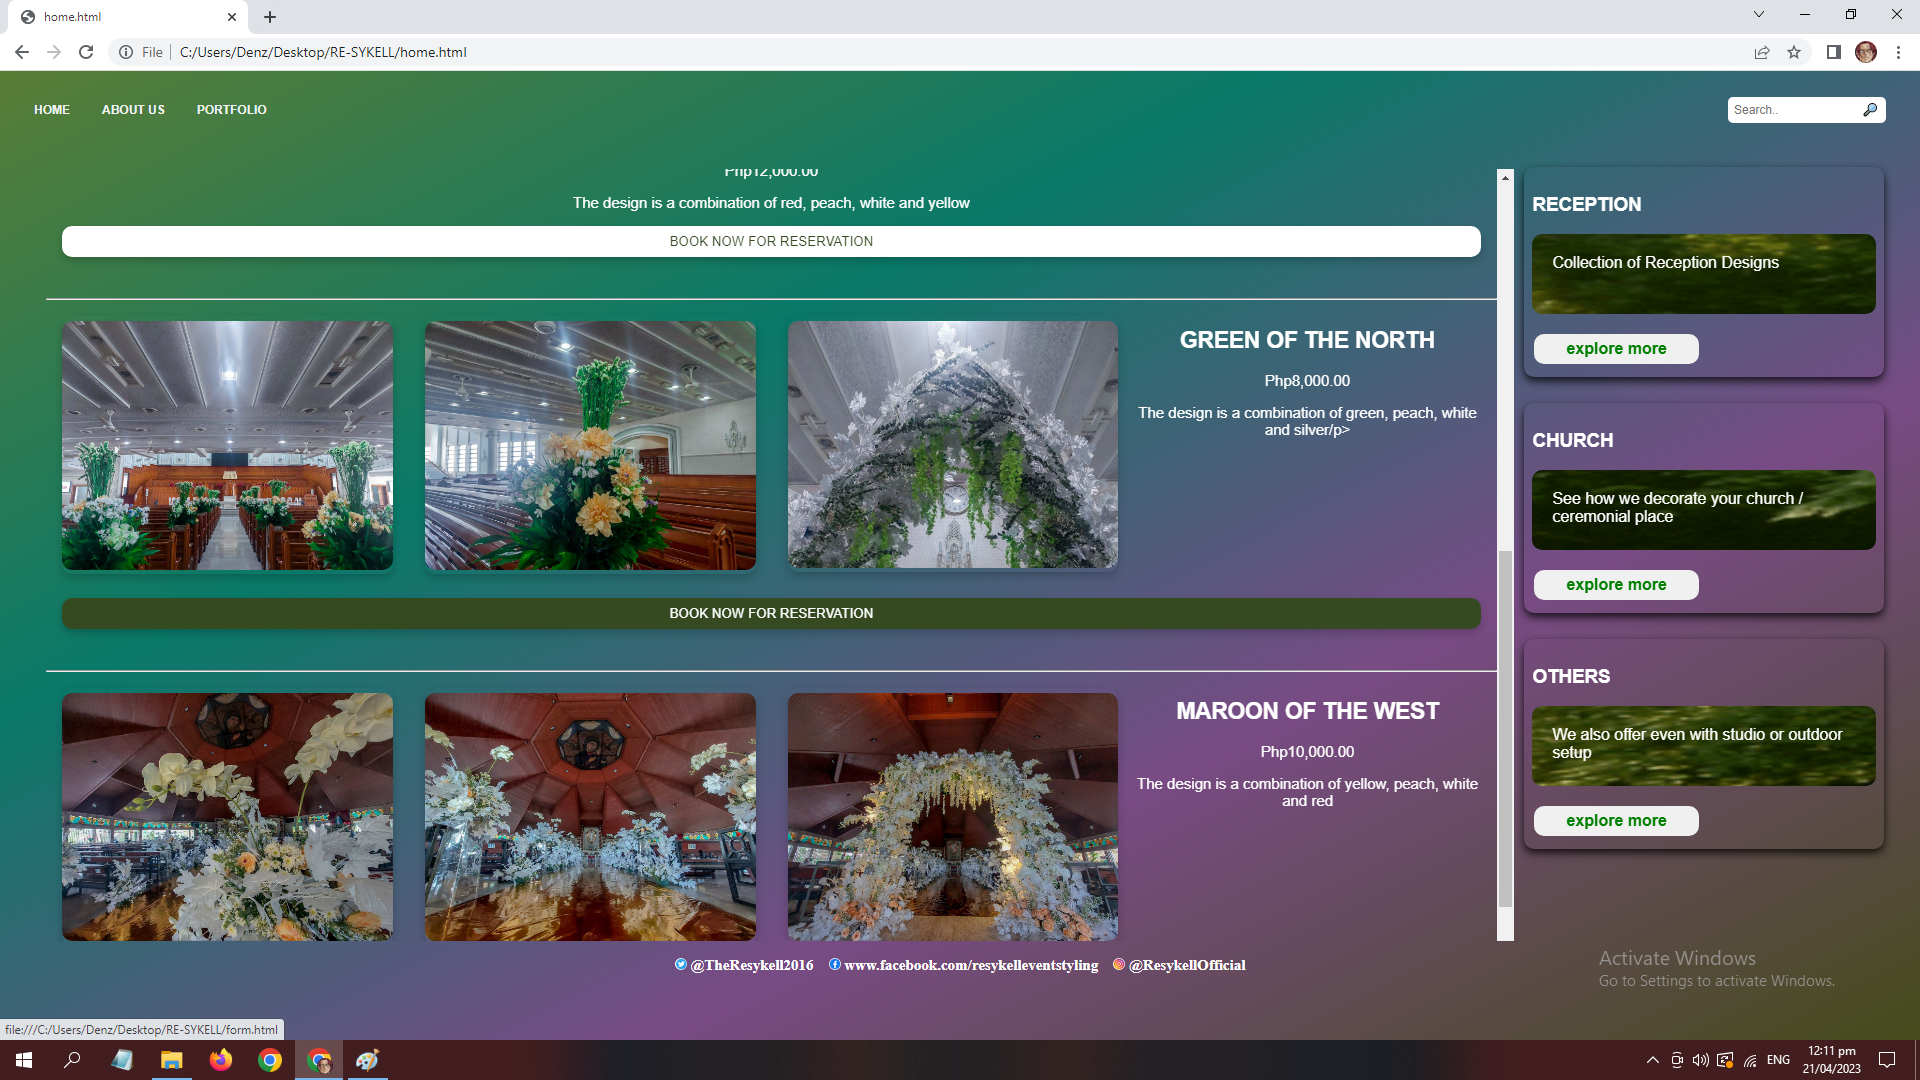 home.html
File
C:/Users/Denz/Desktop/RE-SYKELL/home.html
HOME
ABOUT US
PORTFOLIO
Search..
Php12,000.00
The design is a combination of red, peach, white and yellow
BOOK NOW FOR RESERVATION
GREEN OF THE NORTH
Php8,000.00
The design is a combination of green, peach, white
and silver/p>
BOOK NOW FOR RESERVATION
MAROON OF THE WEST
Php10,000.00
The design is a combination of yellow, peach, white
and red
RECEPTION
Collection of Reception Designs
explore more
CHURCH
See how we decorate your church /
ceremonial place
explore more
OTHERS
We also offer even with studio or outdoor
setup
explore more
@TheResykell2016
www.facebook.com/resykelleventstyling
@ResykellOfficial
Activate Windows
Go to Settings to activate Windows.
file:///C:/Users/Denz/Desktop/RE-SYKELL/form.html
ENG
12:11 pm
21/04/2023